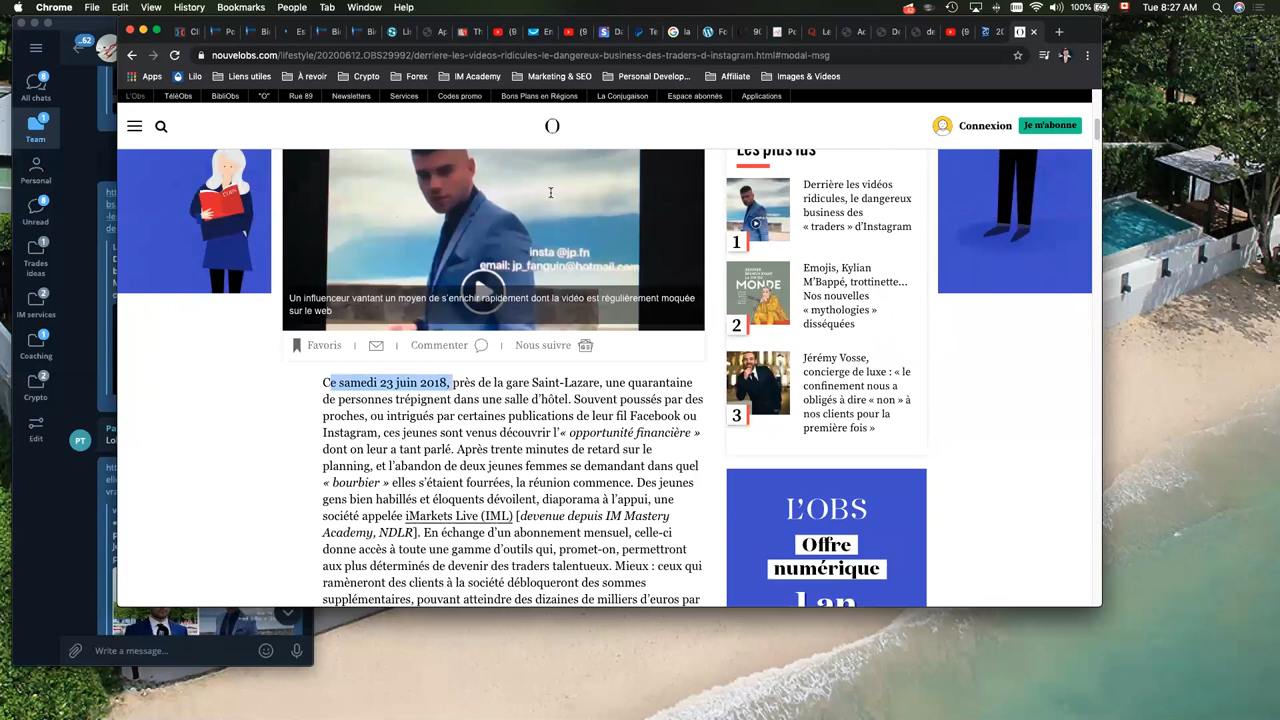 Chrome File Edit View History Bookmarks People Tab Window Help
Tue 8:27 AM
..62
nouvelobs.com/lifestyle/20200612.OBS29992/derriere-les-videos-ridicules-le-dangereux-business-des-traders-d-instagram.html#modal-msg
Apps Lilo Liens utiles À revoir Crypto Forex IM Academy Marketing & SEO Personal Develop... Affiliate Images & Videos
L'Obs TéléObs BibliObs "O" Rue 89 Newsletters Services Codes promo Bons Plans en Régions La Conjugaison Espace abonnés Applications
O
Connexion Je m'abonne
All chats
Team
Personal
Unread
Trades
ideas
IM services
Coaching
Crypto
Edit
PT
Write a message...
insta @jp.fn
email: jp_fanguin@hotmail.com
Un influenceur vantant un moyen de s'enrichir rapidement dont la vidéo est régulièrement moquée
sur le web
Favoris Commenter Nous suivre
Ce samedi 23 juin 2018, près de la gare Saint-Lazare, une quarantaine
de personnes trépignent dans une salle d'hôtel. Souvent poussés par des
proches, ou intrigués par certaines publications de leur fil Facebook ou
Instagram, ces jeunes sont venus découvrir l'« opportunité financière »
dont on leur a tant parlé. Après trente minutes de retard sur le
planning, et l'abandon de deux jeunes femmes se demandant dans quel
« bourbier » elles s'étaient fourrées, la réunion commence. Des jeunes
gens bien habillés et éloquents dévoilent, diaporama à l'appui, une
société appelée iMarkets Live (IML) [devenue depuis IM Mastery
Academy, NDLR]. En échange d'un abonnement mensuel, celle-ci
donne accès à toute une gamme d'outils qui, promet-on, permettront
aux plus déterminés de devenir des traders talentueux. Mieux : ceux qui
ramèneront des clients à la société débloqueront des sommes
supplémentaires, pouvant atteindre des dizaines de milliers d'euros par
Les plus lus
1
Derrière les vidéos
ridicules, le dangereux
business des
« traders » d'Instagram
2
Emojis, Kylian
M'Bappé, trottinette...
Nos nouvelles
« mythologies »
disséquées
3
Jérémy Vosse,
concierge de luxe : « le
confinement nous a
obligés à dire « non » à
nos clients pour la
première fois »
L'OBS
Offre
numérique
1 an